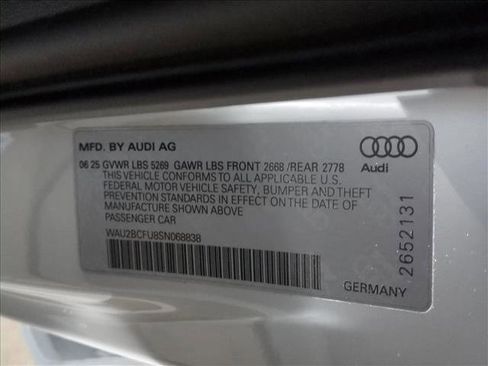 MFD. BY AUDI AG
06 25 GVWR LBS 5269 GAWR LBS FRONT 2668 /REAR 2778
THIS VEHICLE CONFORMS TO ALL APPLICABLE U.S.
FEDERAL MOTOR VEHICLE SAFETY, BUMPER AND THEFT
PREVENTION STANDARDS IN EFFECT ON THE DATE OF
MANUFACTURE SHOWN ABOVE
PASSENGER CAR
WAU2BCFU8SN068838
Audi
2652131
GERMANY